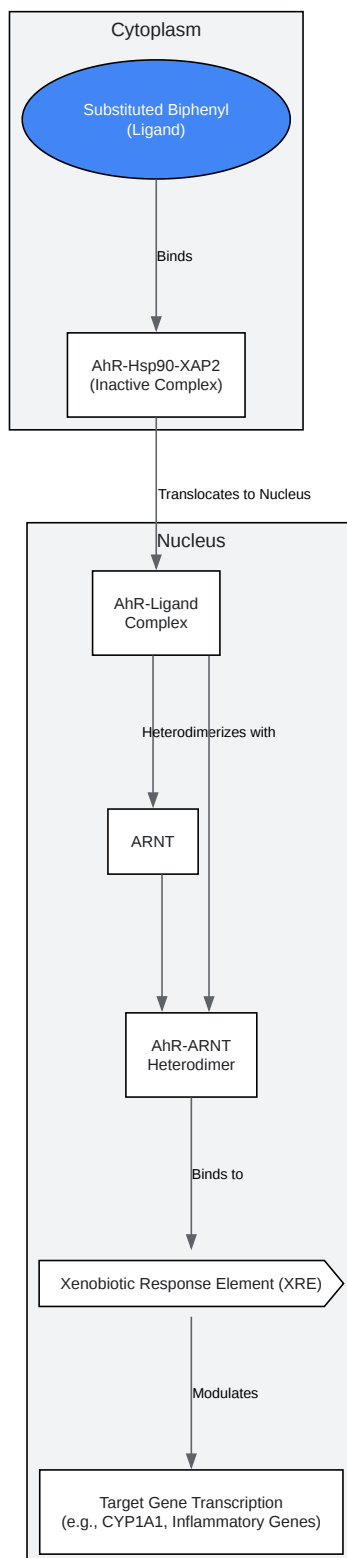 Cytoplasm
Substituted Biphenyl
(Ligand)
Binds
AhR-Hsp90-XAP2
(Inactive Complex)
Translocates to Nucleus
Nucleus
AhR-Ligand
Complex
Heterodimerizes with
ARNT
AhR-ARNT
Heterodimer
Binds to
Xenobiotic Response Element (XRE)
Modulates
Target Gene Transcription
(e.g., CYP1A1, Inflammatory Genes)